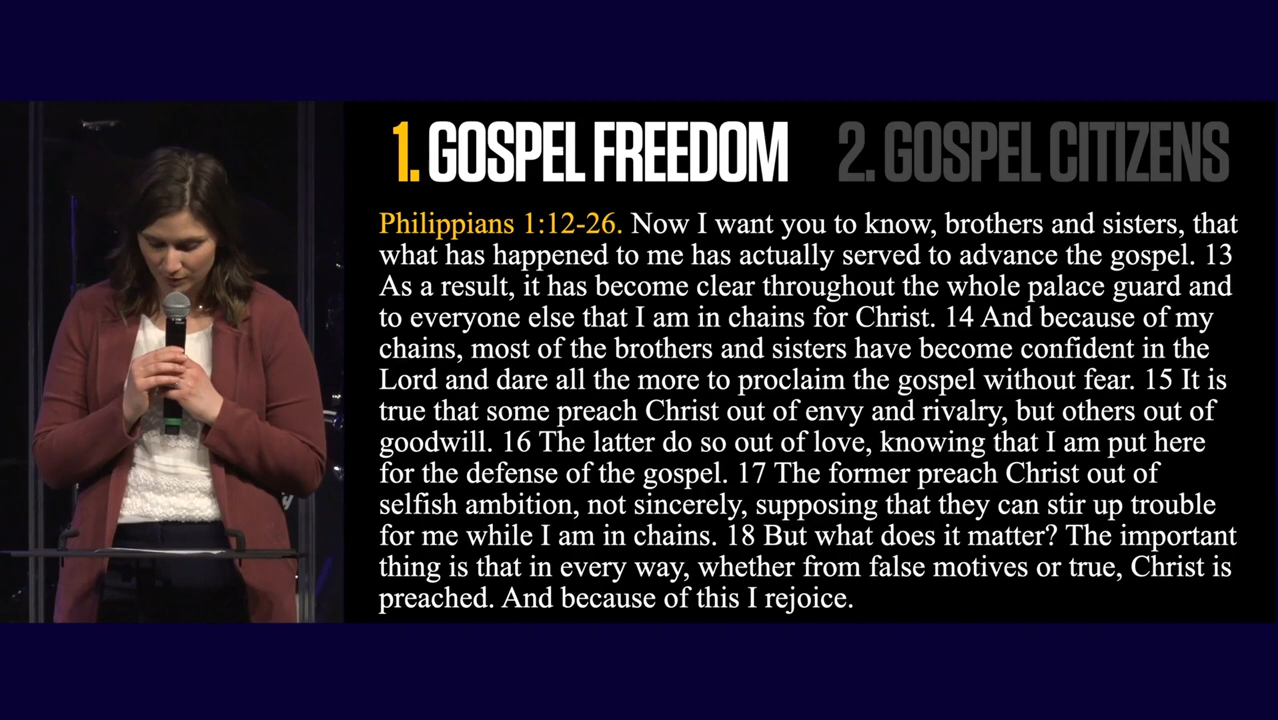 1. GOSPEL FREEDOM 2. GOSPEL CITIZENS
Philippians 1:12-26. Now I want you to know, brothers and sisters, that
what has happened to me has actually served to advance the gospel. 13
As a result, it has become clear throughout the whole palace guard and
to everyone else that I am in chains for Christ. 14 And because of my
chains, most of the brothers and sisters have become confident in the
Lord and dare all the more to proclaim the gospel without fear. 15 It is
true that some preach Christ out of envy and rivalry, but others out of
goodwill. 16 The latter do so out of love, knowing that I am put here
for the defense of the gospel. 17 The former preach Christ out of
selfish ambition, not sincerely, supposing that they can stir up trouble
for me while I am in chains. 18 But what does it matter? The important
thing is that in every way, whether from false motives or true, Christ is
preached. And because of this I rejoice.